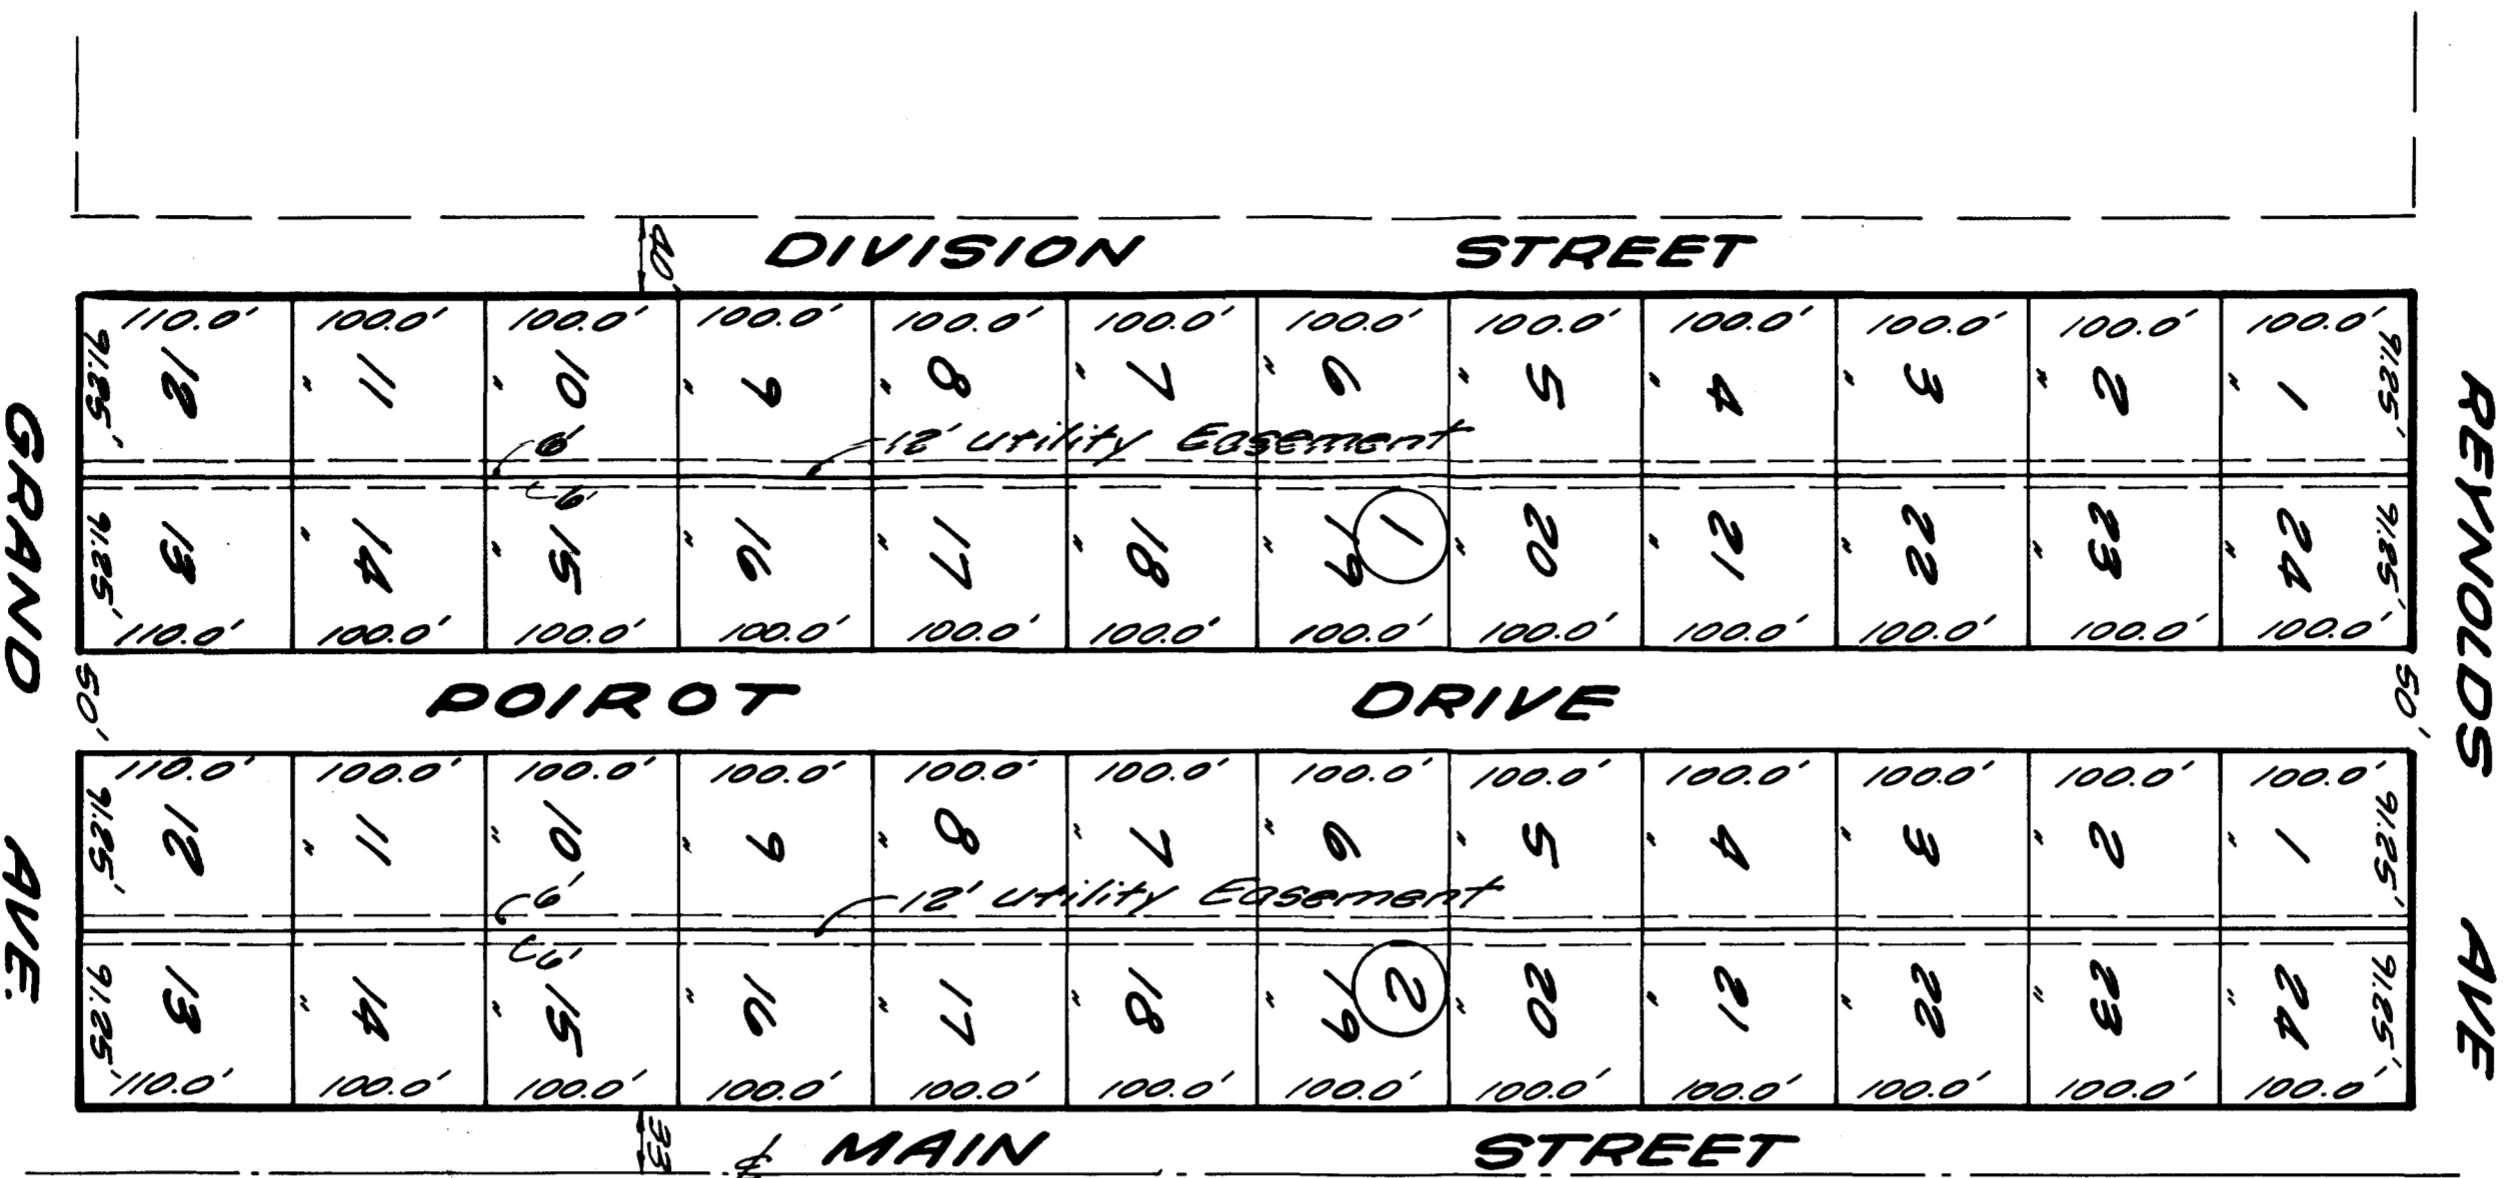 40'
DIVISION STREET
110.0' 100.0' 100.0' 100.0' 100.0' 100.0' 100.0' 100.0' 100.0' 100.0' 100.0' 100.0'
91.25' 12 " 11 " 10 " 9 " 8 " 7 " 6 " 5 " 4 " 3 " 2 " 1 91.25'
6' 12' Utility Easement
6'
91.25' 13 " 14 " 15 " 16 " 17 " 18 " 19 1 " 20 " 21 " 22 " 23 " 24 91.25'
110.0' 100.0' 100.0' 100.0' 100.0' 100.0' 100.0' 100.0' 100.0' 100.0' 100.0' 100.0'
GRAND AVE.
50' POIROT DRIVE 50'
REYNOLDS AVE
110.0' 100.0' 100.0' 100.0' 100.0' 100.0' 100.0' 100.0' 100.0' 100.0' 100.0' 100.0'
91.25' 12 " 11 " 10 " 9 " 8 " 7 " 6 " 5 " 4 " 3 " 2 " 1 91.25'
6' 12' Utility Easement
6'
91.25' 13 " 14 " 15 " 16 " 17 " 18 " 19 2 " 20 " 21 " 22 " 23 " 24 91.25'
110.0' 100.0' 100.0' 100.0' 100.0' 100.0' 100.0' 100.0' 100.0' 100.0' 100.0' 100.0'
33 MAIN STREET